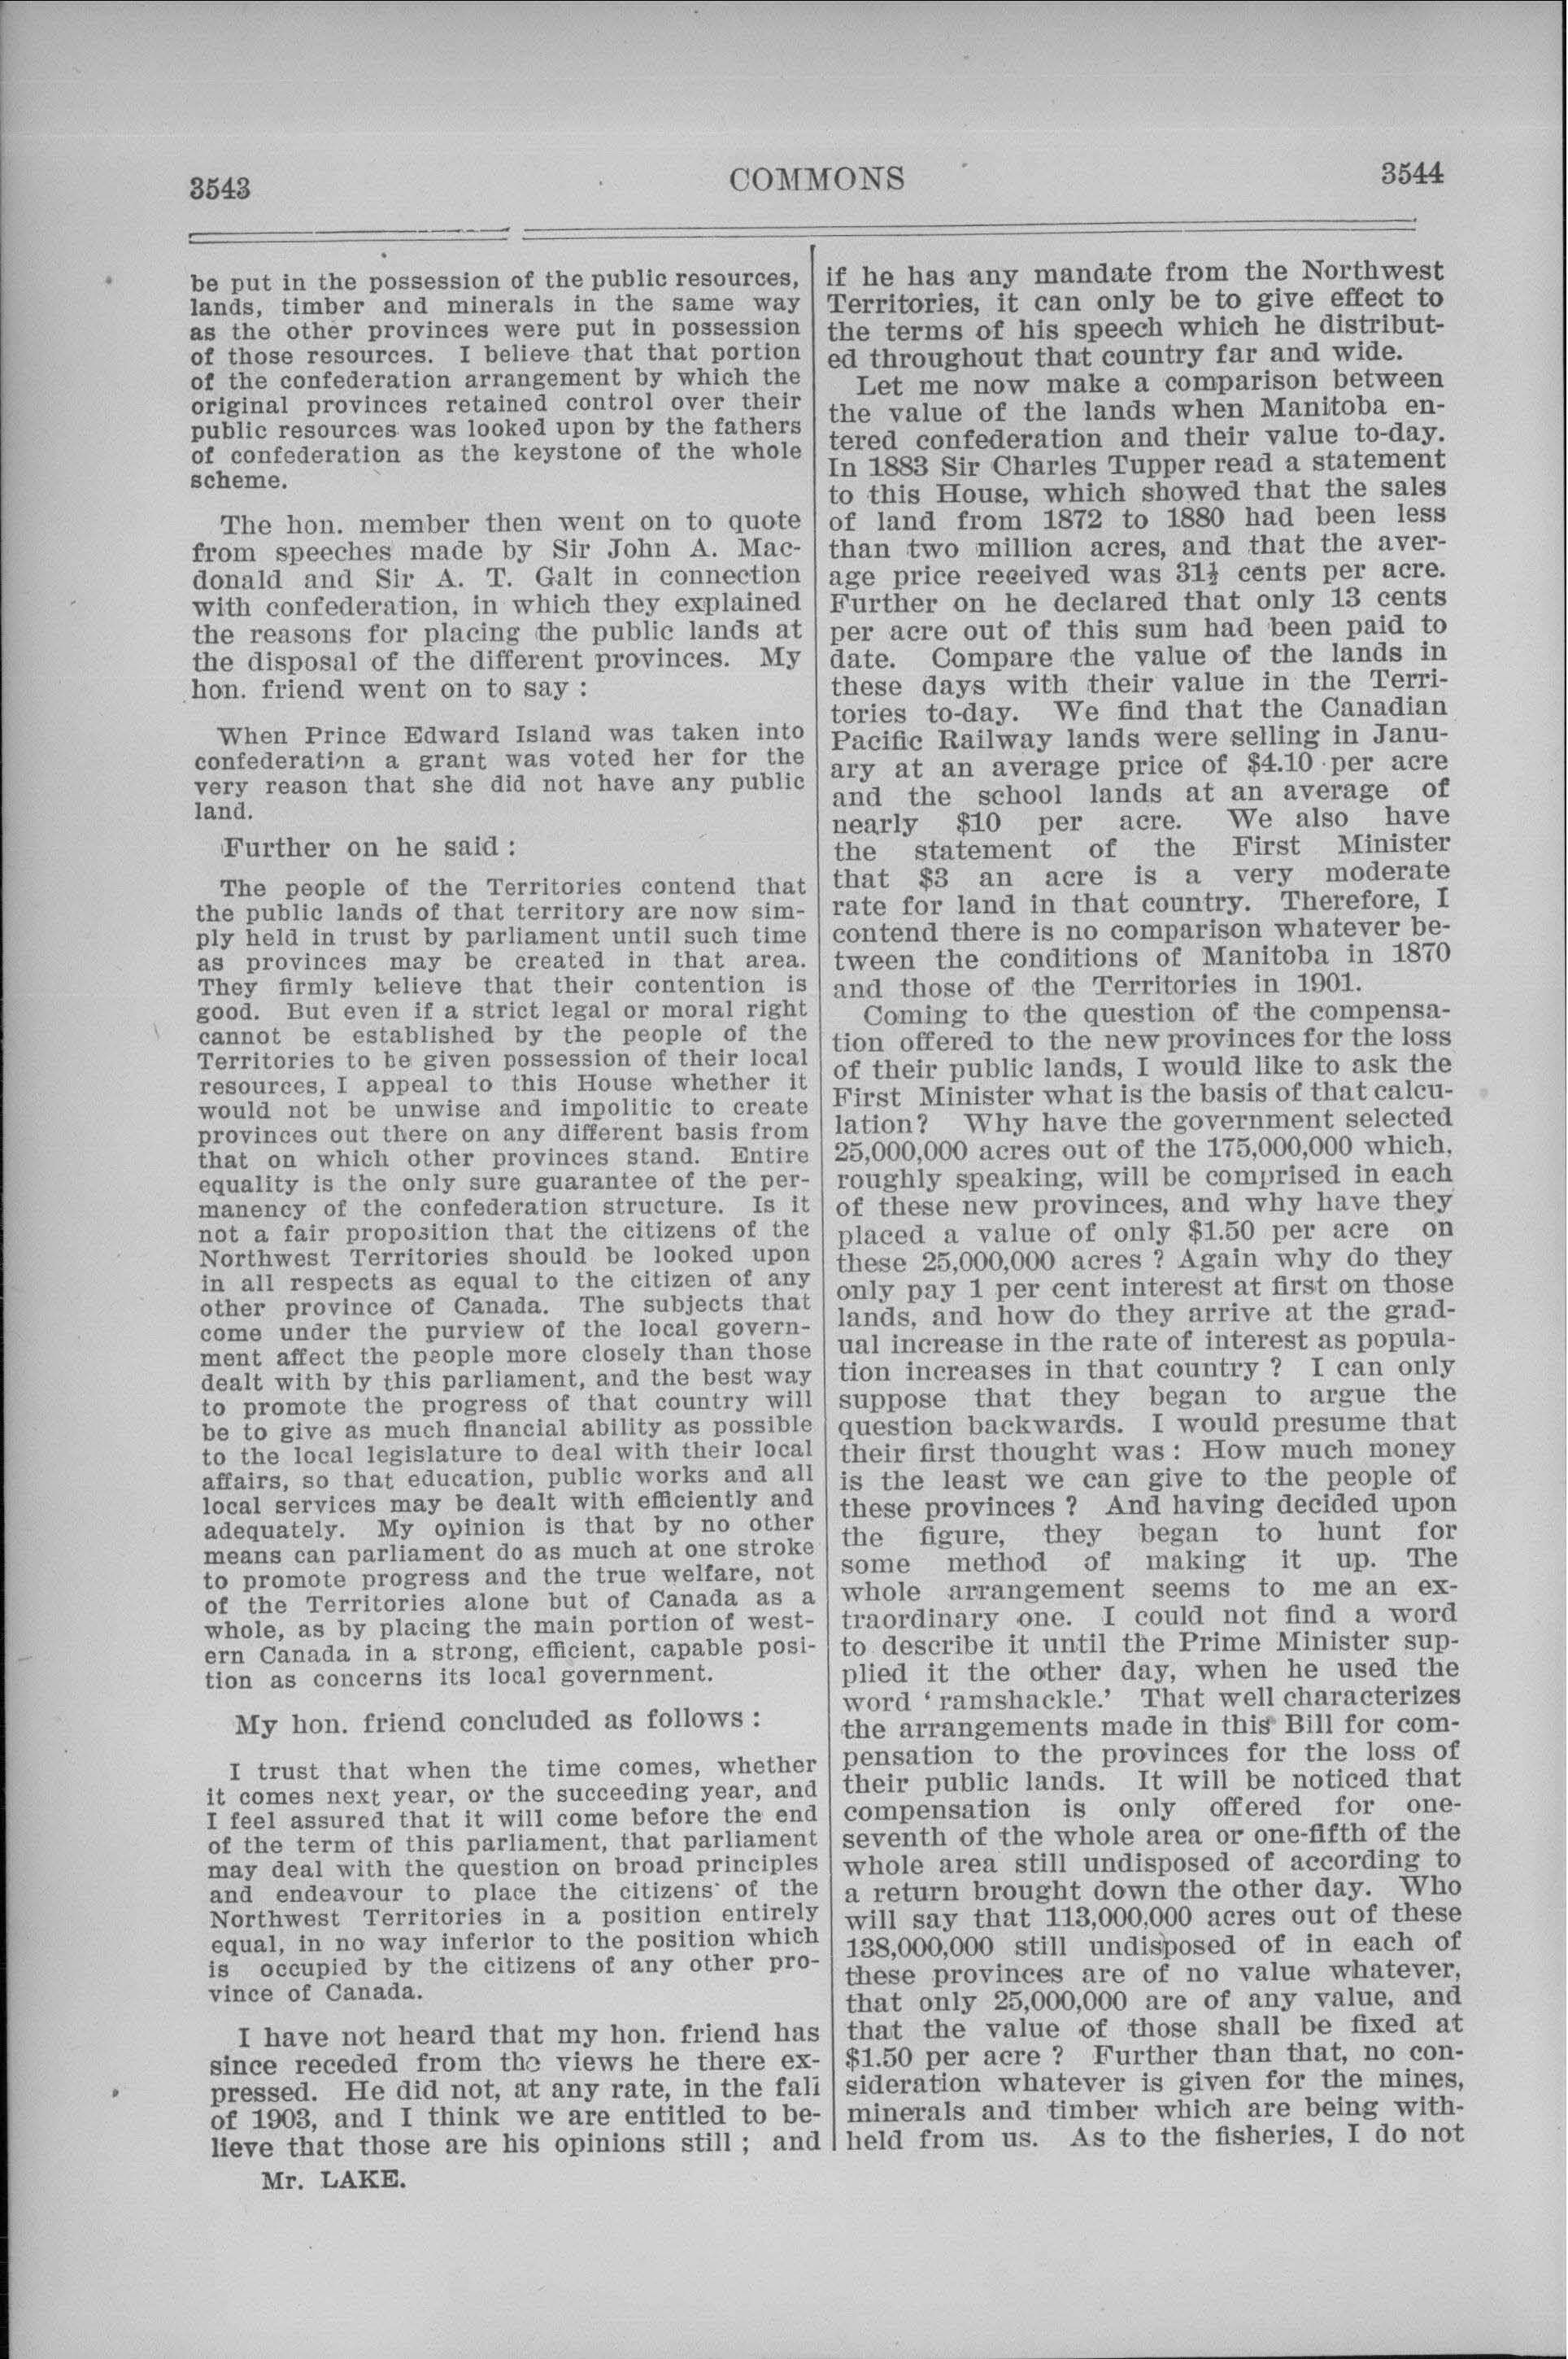 3543
COMMONS
3544
be put in the possession of the public resources,
lands, timber and minerals in the same way
as the other provinces were put in possession
of those resources. I believe that that portion
of the confederation arrangement by which the
original provinces retained control over their
public resources was looked upon by the fathers
of confederation as the keystone of the whole
scheme.
The hon. member then went on to quote
from speeches made by Sir John A. Mac-
donald and Sir A. T. Galt in connection
with confederation, in which they explained
the reasons for placing the public lands at
the disposal of the different provinces. My
hon. friend went on to say :
When Prince Edward Island was taken into
confederation a grant was voted her for the
very reason that she did not have any public
land.
Further on he said :
The people of the Territories contend that
the public lands of that territory are now sim-
ply held in trust by parliament until such time
as provinces may be created in that area.
They firmly believe that their contention is
good. But even if a strict legal or moral right
cannot be established by the people of the
Territories to be given possession of their local
resources, I appeal to this House whether it
would not be unwise and impolitic to create
provinces out there on any different basis from
that on which other provinces stand. Entire
equality is the only sure guarantee of the per-
manency of the confederation structure. Is it
not a fair proposition that the citizens of the
Northwest Territories should be looked upon
in all respects as equal to the citizen of any
other province of Canada. The subjects that
come under the purview of the local govern-
ment affect the people more closely than those
dealt with by this parliament, and the best way
to promote the progress of that country will
be to give as much financial ability as possible
to the local legislature to deal with their local
affairs, so that education, public works and all
local services may be dealt with efficiently and
adequately. My opinion is that by no other
means can parliament do as much at one stroke
to promote progress and the true welfare, not
of the Territories alone but of Canada as a
whole, as by placing the main portion of west-
ern Canada in a strong, efficient, capable posi-
tion as concerns its local government.
My hon. friend concluded as follows :
I trust that when the time comes, whether
it comes next year, or the succeeding year, and
I feel assured that it will come before the end
of the term of this parliament, that parliament
may deal with the question on broad principles
and endeavour to place the citizens of the
Northwest Territories in a position entirely
equal, in no way inferior to the position which
is occupied by the citizens of any other pro-
vince of Canada.
I have not heard that my hon. friend has
since receded from the views he there ex-
pressed. He did not, at any rate, in the fall
of 1903, and I think we are entitled to be-
lieve that those are his opinions still ; and
Mr. LAKE.
if he has any mandate from the Northwest
Territories, it can only be to give effect to
the terms of his speech which he distribut-
ed throughout that country far and wide.
Let me now make a comparison between
the value of the lands when Manitoba en-
tered confederation and their value to-day.
In 1883 Sir Charles Tupper read a statement
to this House, which showed that the sales
of land from 1872 to 1880 had been less
than two million acres, and that the aver-
age price received was 31½ cents per acre.
Further on he declared that only 13 cents
per acre out of this sum had been paid to
date. Compare the value of the lands in
these days with their value in the Terri-
tories to-day. We find that the Canadian
Pacific Railway lands were selling in Janu-
ary at an average price of $4.10 per acre
and the school lands at an average of
nearly $10 per acre. We also have
the statement of the First Minister
that $3 an acre is a very moderate
rate for land in that country. Therefore, I
contend there is no comparison whatever be-
tween the conditions of Manitoba in 1870
and those of the Territories in 1901.
Coming to the question of the compensa-
tion offered to the new provinces for the loss
of their public lands, I would like to ask the
First Minister what is the basis of that calcu-
lation? Why have the government selected
25,000,000 acres out of the 175,000,000 which,
roughly speaking, will be comprised in each
of these new provinces, and why have they
placed a value of only $1.50 per acre on
these 25,000,000 acres ? Again why do they
only pay 1 per cent interest at first on those
lands, and how do they arrive at the grad-
ual increase in the rate of interest as popula-
tion increases in that country ? I can only
suppose that they began to argue the
question backwards. I would presume that
their first thought was : How much money
is the least we can give to the people of
these provinces ? And having decided upon
the figure, they began to hunt for
some method of making it up. The
whole arrangement seems to me an ex-
traordinary one. I could not find a word
to describe it until the Prime Minister sup-
plied it the other day, when he used the
word ‘ ramshackle.’ That well characterizes
the arrangements made in this Bill for com-
pensation to the provinces for the loss of
their public lands. It will be noticed that
compensation is only offered for one-
seventh of the whole area or one-fifth of the
whole area still undisposed of according to
a return brought down the other day. Who
will say that 113,000,000 acres out of these
138,000,000 still undisposed of in each of
these provinces are of no value whatever,
that only 25,000,000 are of any value, and
that the value of those shall be fixed at
$1.50 per acre ? Further than that, no con-
sideration whatever is given for the mines,
minerals and timber which are being with-
held from us. As to the fisheries, I do not